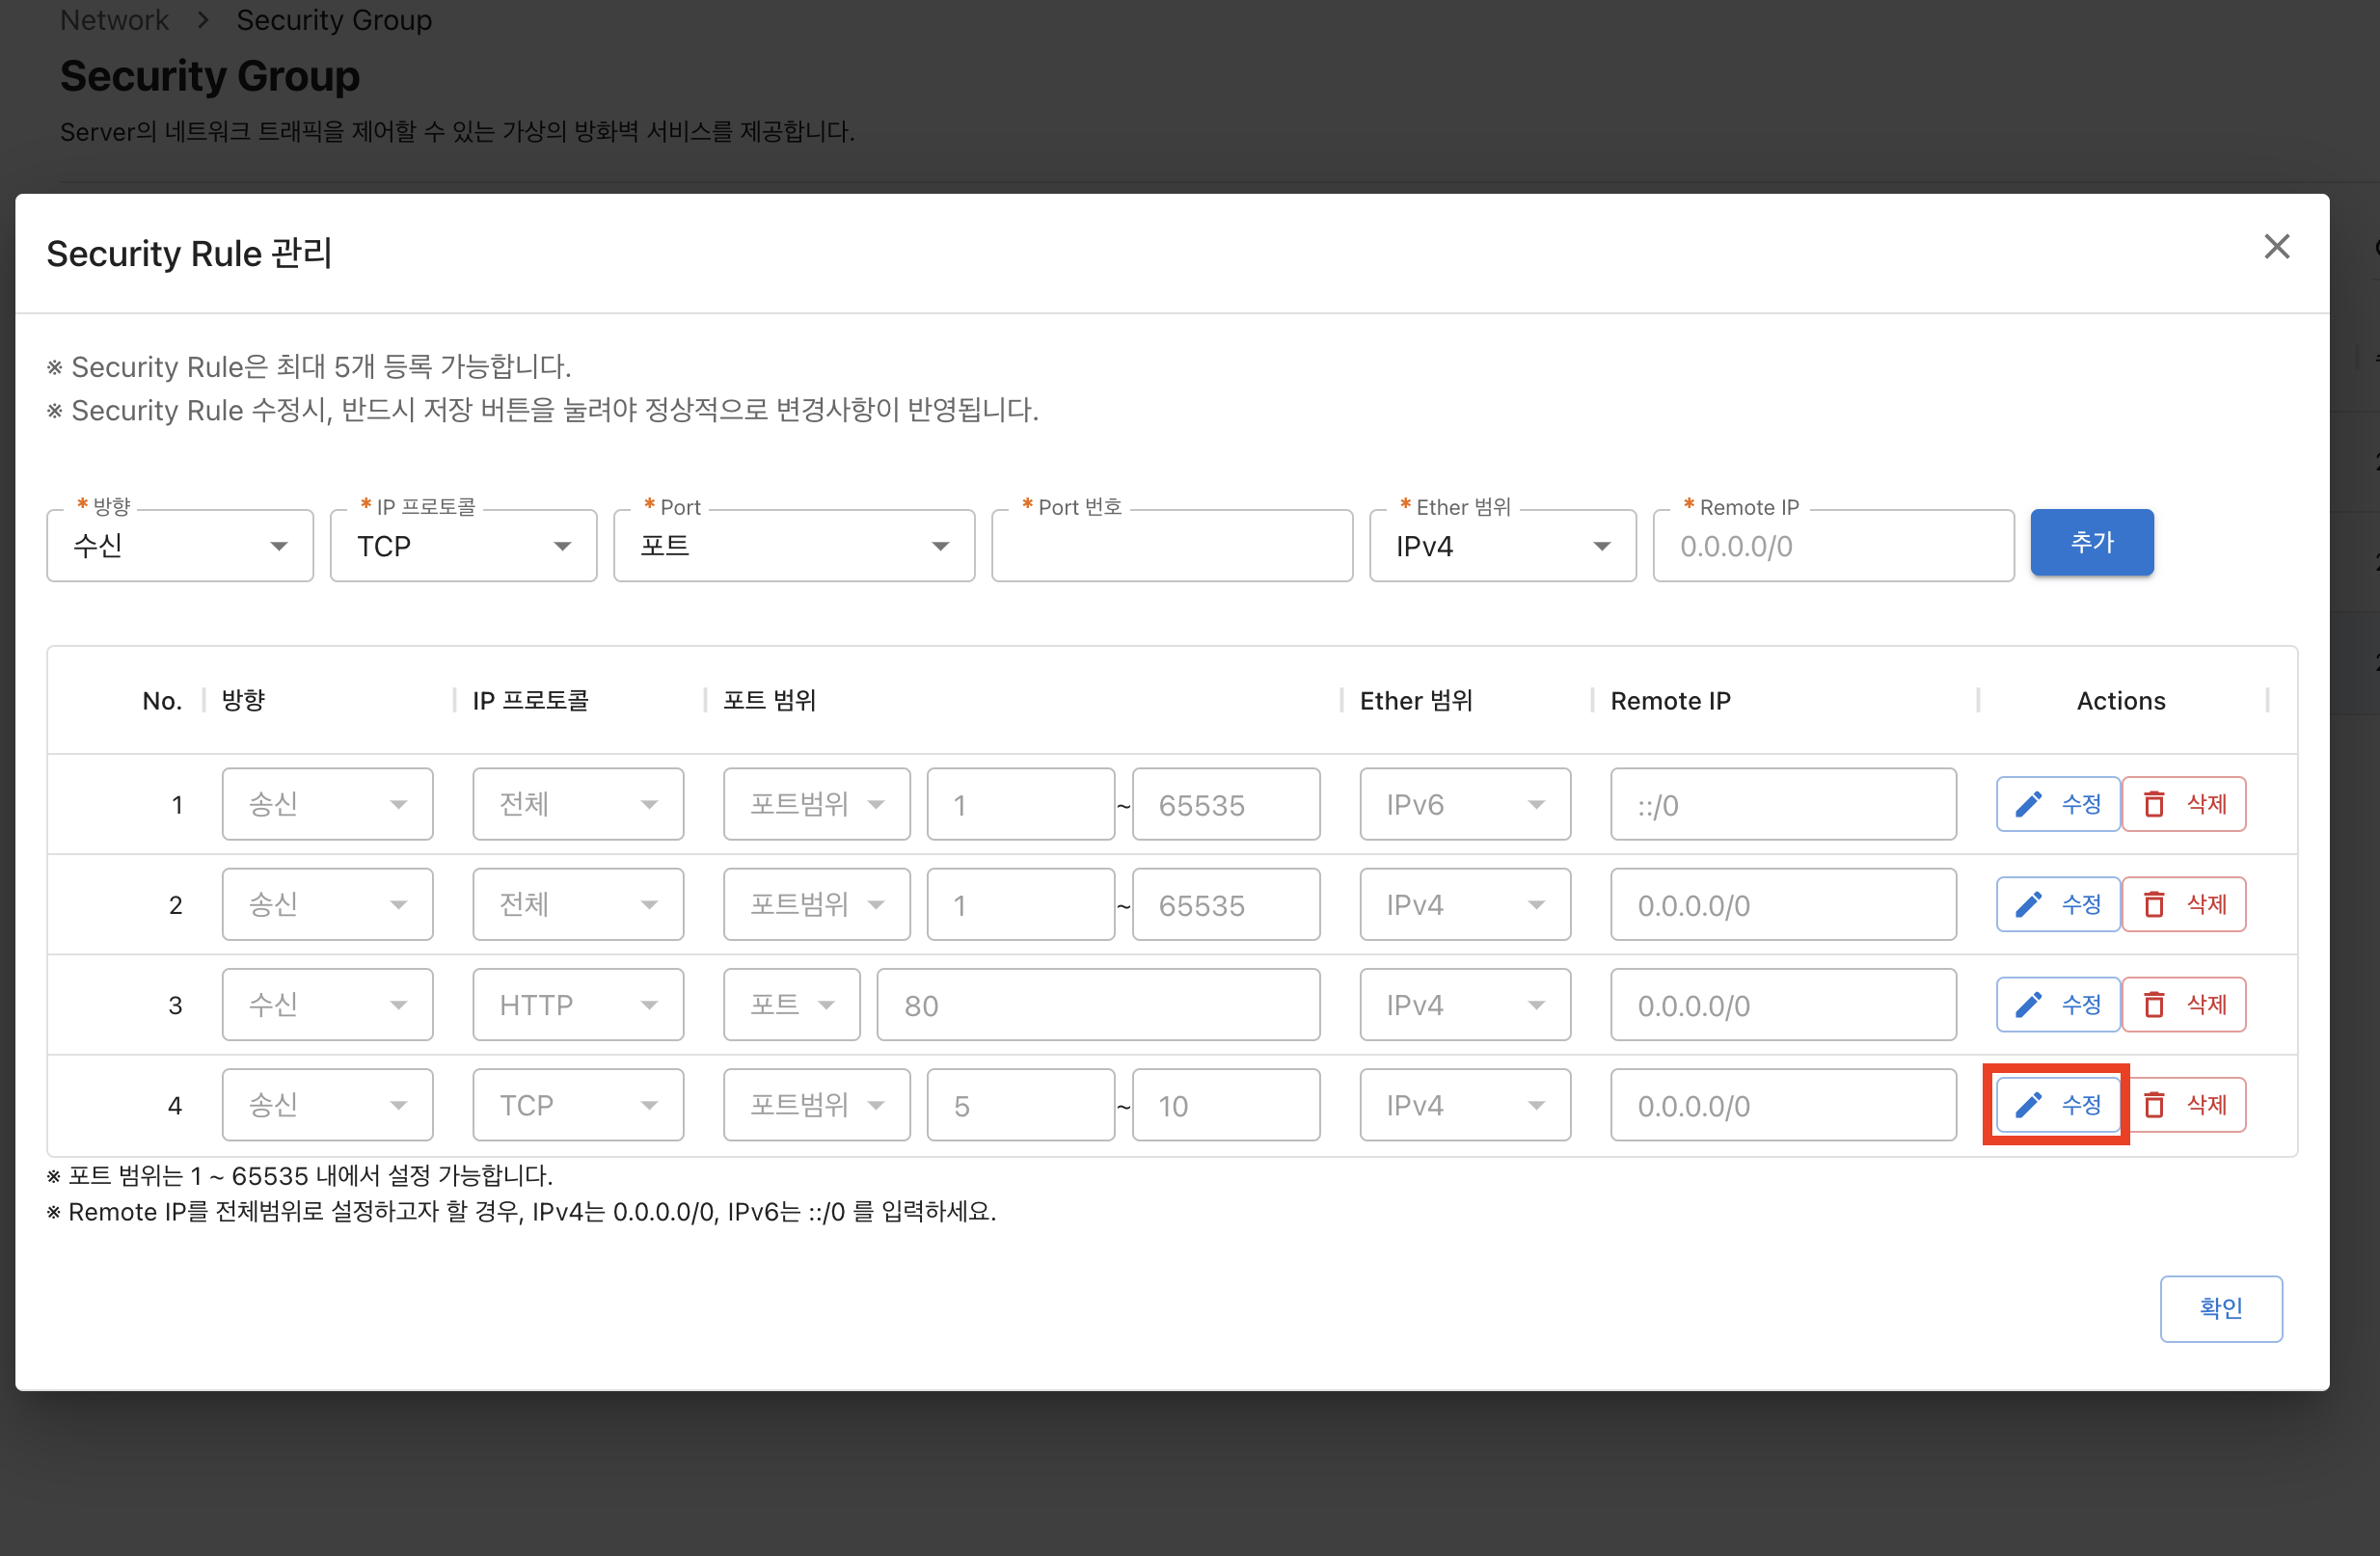 Network > Security Group
Security Group
Server의 네트워크 트래픽을 제어할 수 있는 가상의 방화벽 서비스를 제공합니다.
Security Rule 관리
※ Security Rule은 최대 5개 등록 가능합니다.
※ Security Rule 수정시, 반드시 저장 버튼을 눌려야 정상적으로 변경사항이 반영됩니다.
* 방향 * IP 프로토콜 * Port * Port 번호 * Ether 범위 * Remote IP
수신 TCP 포트 IPv4 0.0.0.0/0 추가
No. 방향 IP 프로토콜 포트 범위 Ether 범위 Remote IP Actions
1 송신 전체 포트범위 1 ~ 65535 IPv6 ::/0 수정 삭제
2 송신 전체 포트범위 1 ~ 65535 IPv4 0.0.0.0/0 수정 삭제
3 수신 HTTP 포트 80 IPv4 0.0.0.0/0 수정 삭제
4 송신 TCP 포트범위 5 ~ 10 IPv4 0.0.0.0/0 수정 삭제
※ 포트 범위는 1 ~ 65535 내에서 설정 가능합니다.
※ Remote IP를 전체범위로 설정하고자 할 경우, IPv4는 0.0.0.0/0, IPv6는 ::/0 를 입력하세요.
확인